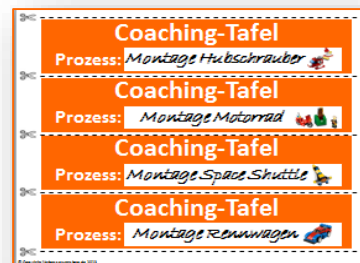 Coaching-Tafel
Prozess: Montage Hubschrauber
Coaching-Tafel
Prozess: Montage Motorrad
Coaching-Tafel
Prozess: Montage Space Shuttle
Coaching-Tafel
Prozess: Montage Rennwagen